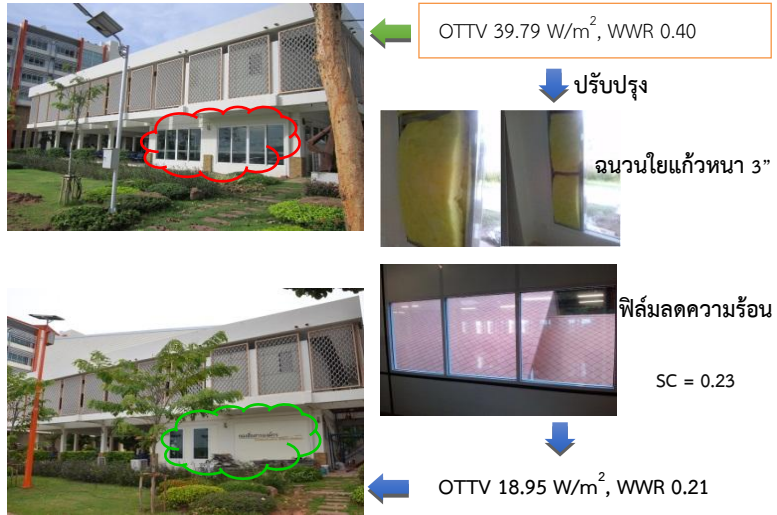 OTTV 39.79 W/m², WWR 0.40
ปรับปรุง
ฉนวนใยแก้วหนา 3”
ฟิล์มลดความร้อน
SC = 0.23
OTTV 18.95 W/m², WWR 0.21